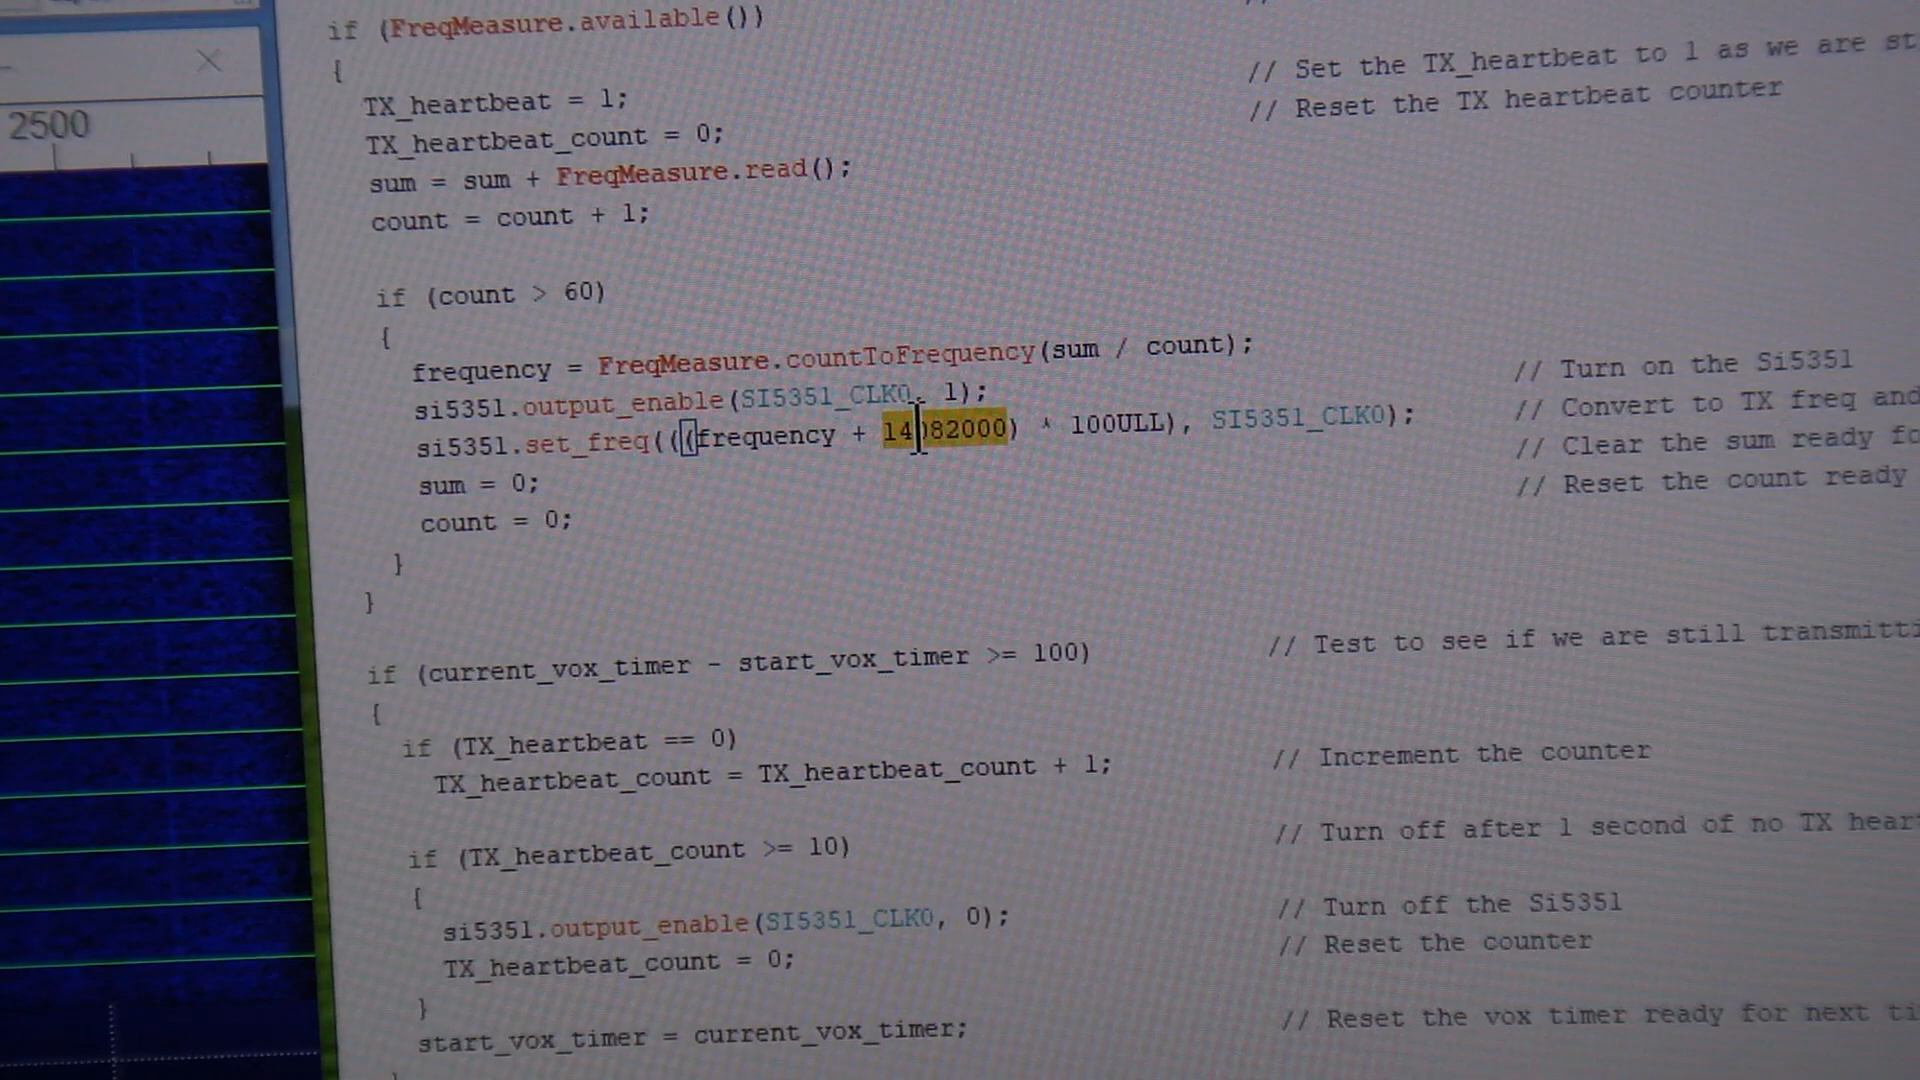 if (FreqMeasure.available())
{
TX_heartbeat = 1; // Set the TX_heartbeat to 1 as we are st
TX_heartbeat_count = 0; // Reset the TX heartbeat counter
sum = sum + FreqMeasure.read();
count = count + 1;
2500
if (count > 60)
{
frequency = FreqMeasure.countToFrequency(sum / count);
si5351.output_enable(SI5351_CLK0, 1); // Turn on the Si5351
si5351.set_freq(((frequency + 14082000) * 100ULL), SI5351_CLK0); // Convert to TX freq and
sum = 0; // Clear the sum ready fo
count = 0; // Reset the count ready
}
}
if (current_vox_timer - start_vox_timer >= 100) // Test to see if we are still transmitti
{
if (TX_heartbeat == 0)
TX_heartbeat_count = TX_heartbeat_count + 1; // Increment the counter
if (TX_heartbeat_count >= 10) // Turn off after 1 second of no TX hear
{
si5351.output_enable(SI5351_CLK0, 0); // Turn off the Si5351
TX_heartbeat_count = 0; // Reset the counter
}
start_vox_timer = current_vox_timer; // Reset the vox timer ready for next ti